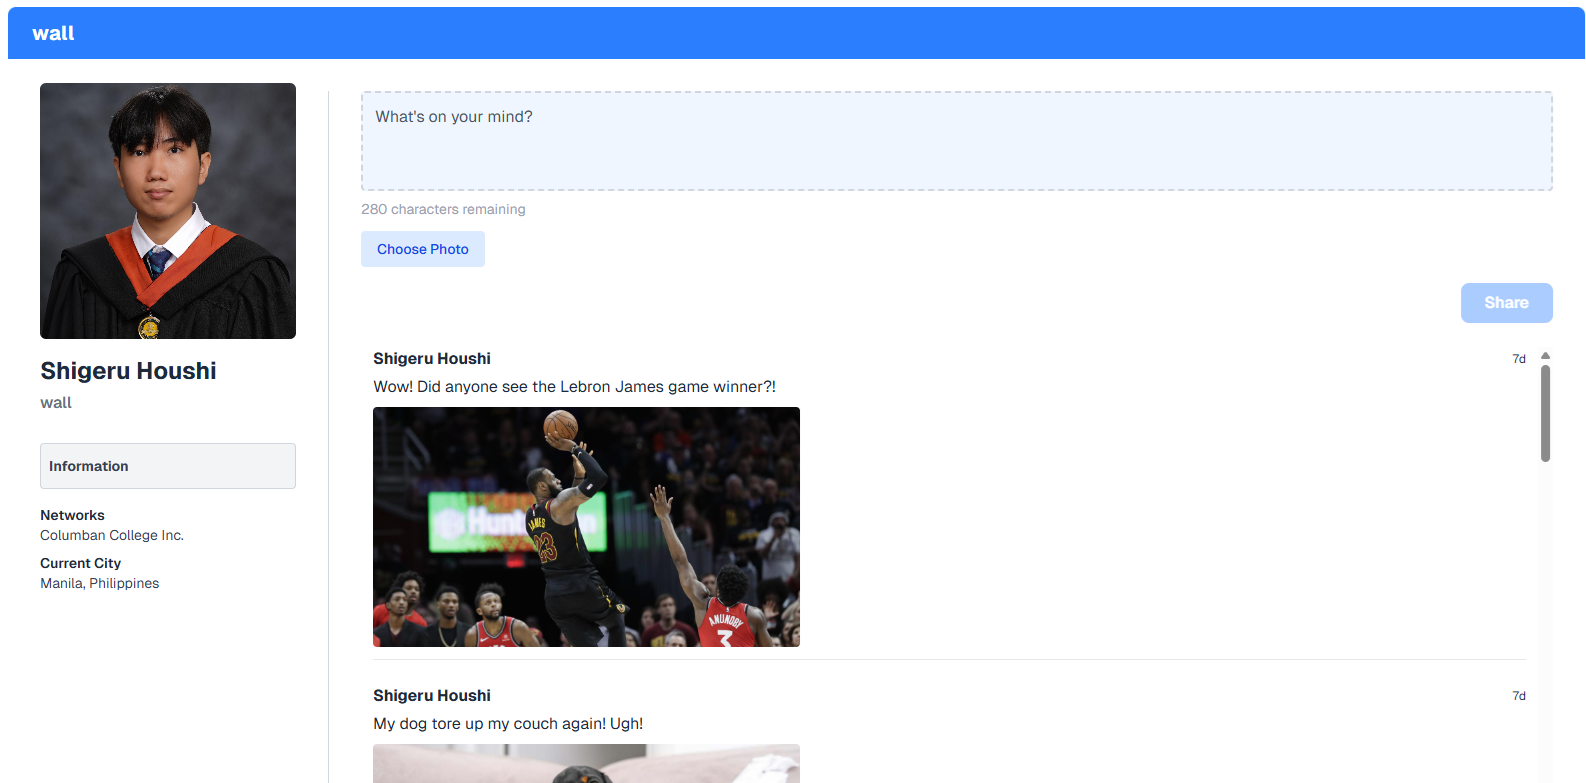 wall
What's on your mind?
280 characters remaining
Choose Photo
Share
Shigeru Houshi
wall
Information
Networks
Columban College Inc.
Current City
Manila, Philippines
Shigeru Houshi
7d
Wow! Did anyone see the Lebron James game winner?!
JAMES
23
ANUNOBY
3
Shigeru Houshi
7d
My dog tore up my couch again! Ugh!